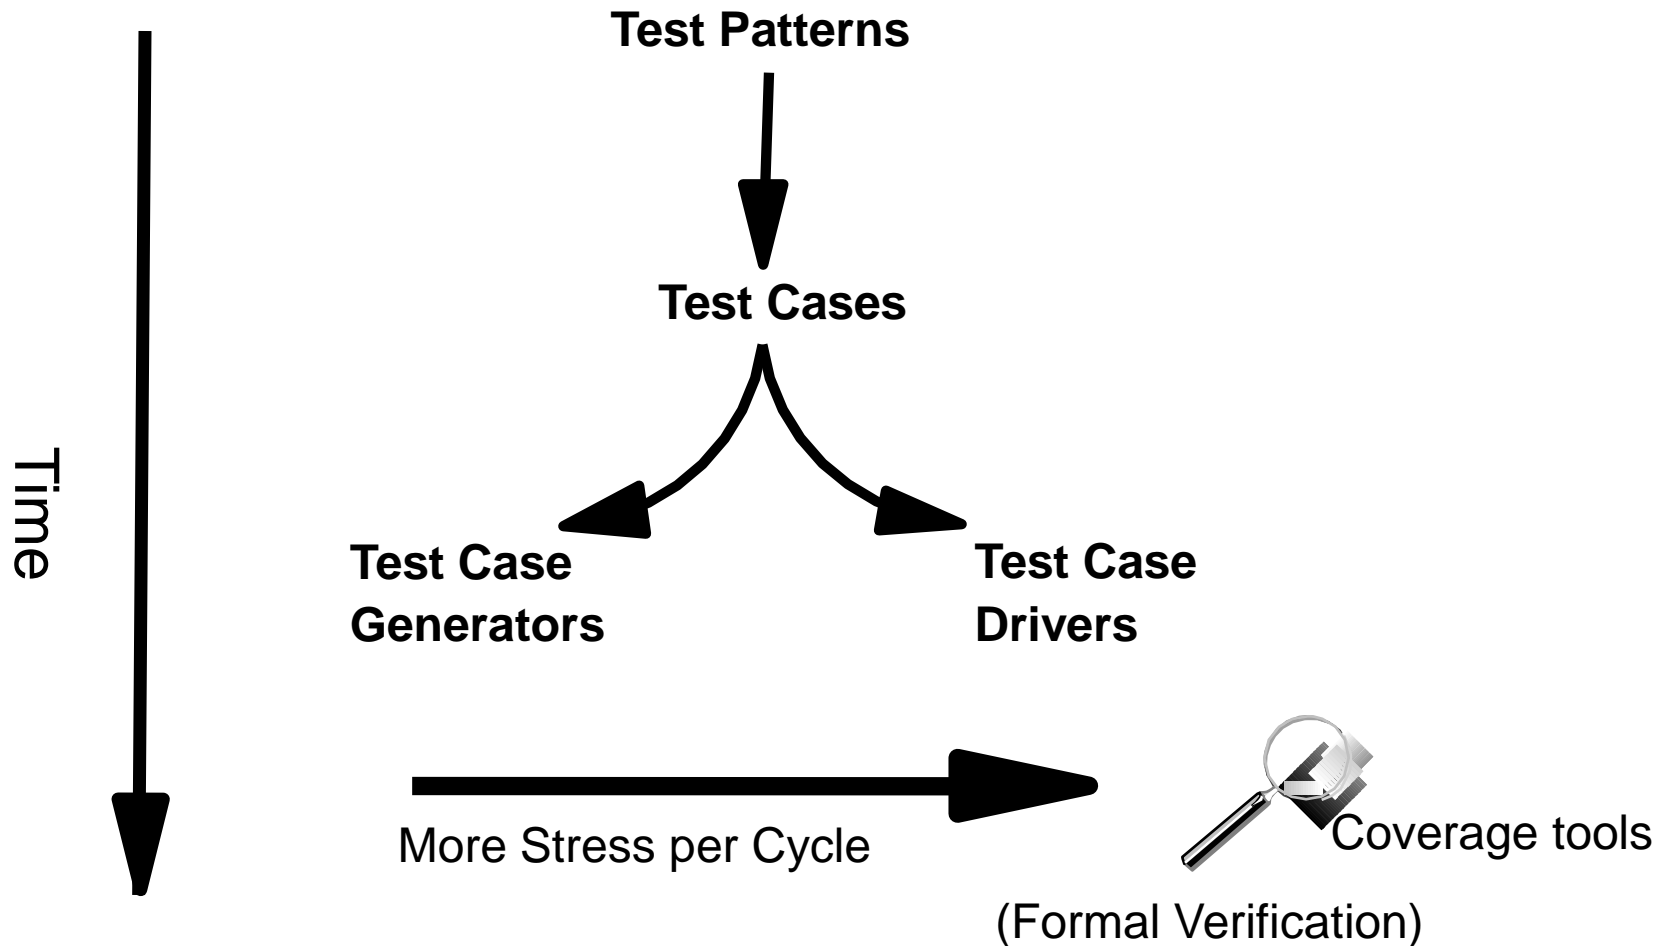 Test Patterns
Test Cases
Time
Test Case
Generators
Test Case
Drivers
More Stress per Cycle
Coverage tools
(Formal Verification)